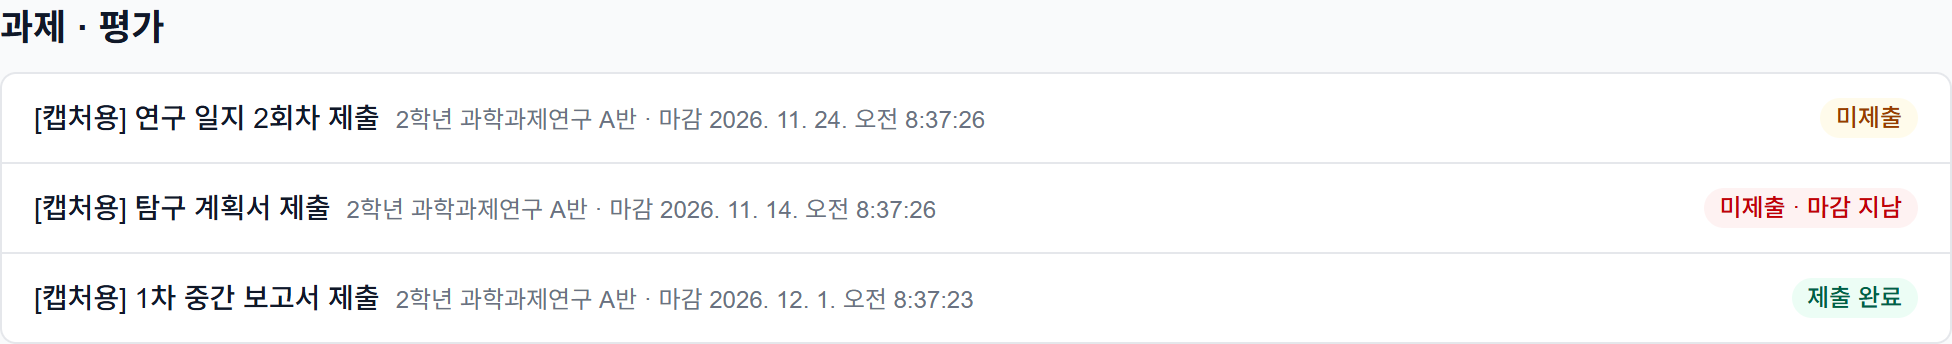 과제 · 평가
[캡처용] 연구 일지 2회차 제출 2학년 과학과제연구 A반 · 마감 2026. 11. 24. 오전 8:37:26 미제출
[캡처용] 탐구 계획서 제출 2학년 과학과제연구 A반 · 마감 2026. 11. 14. 오전 8:37:26 미제출 · 마감 지남
[캡처용] 1차 중간 보고서 제출 2학년 과학과제연구 A반 · 마감 2026. 12. 1. 오전 8:37:23 제출 완료